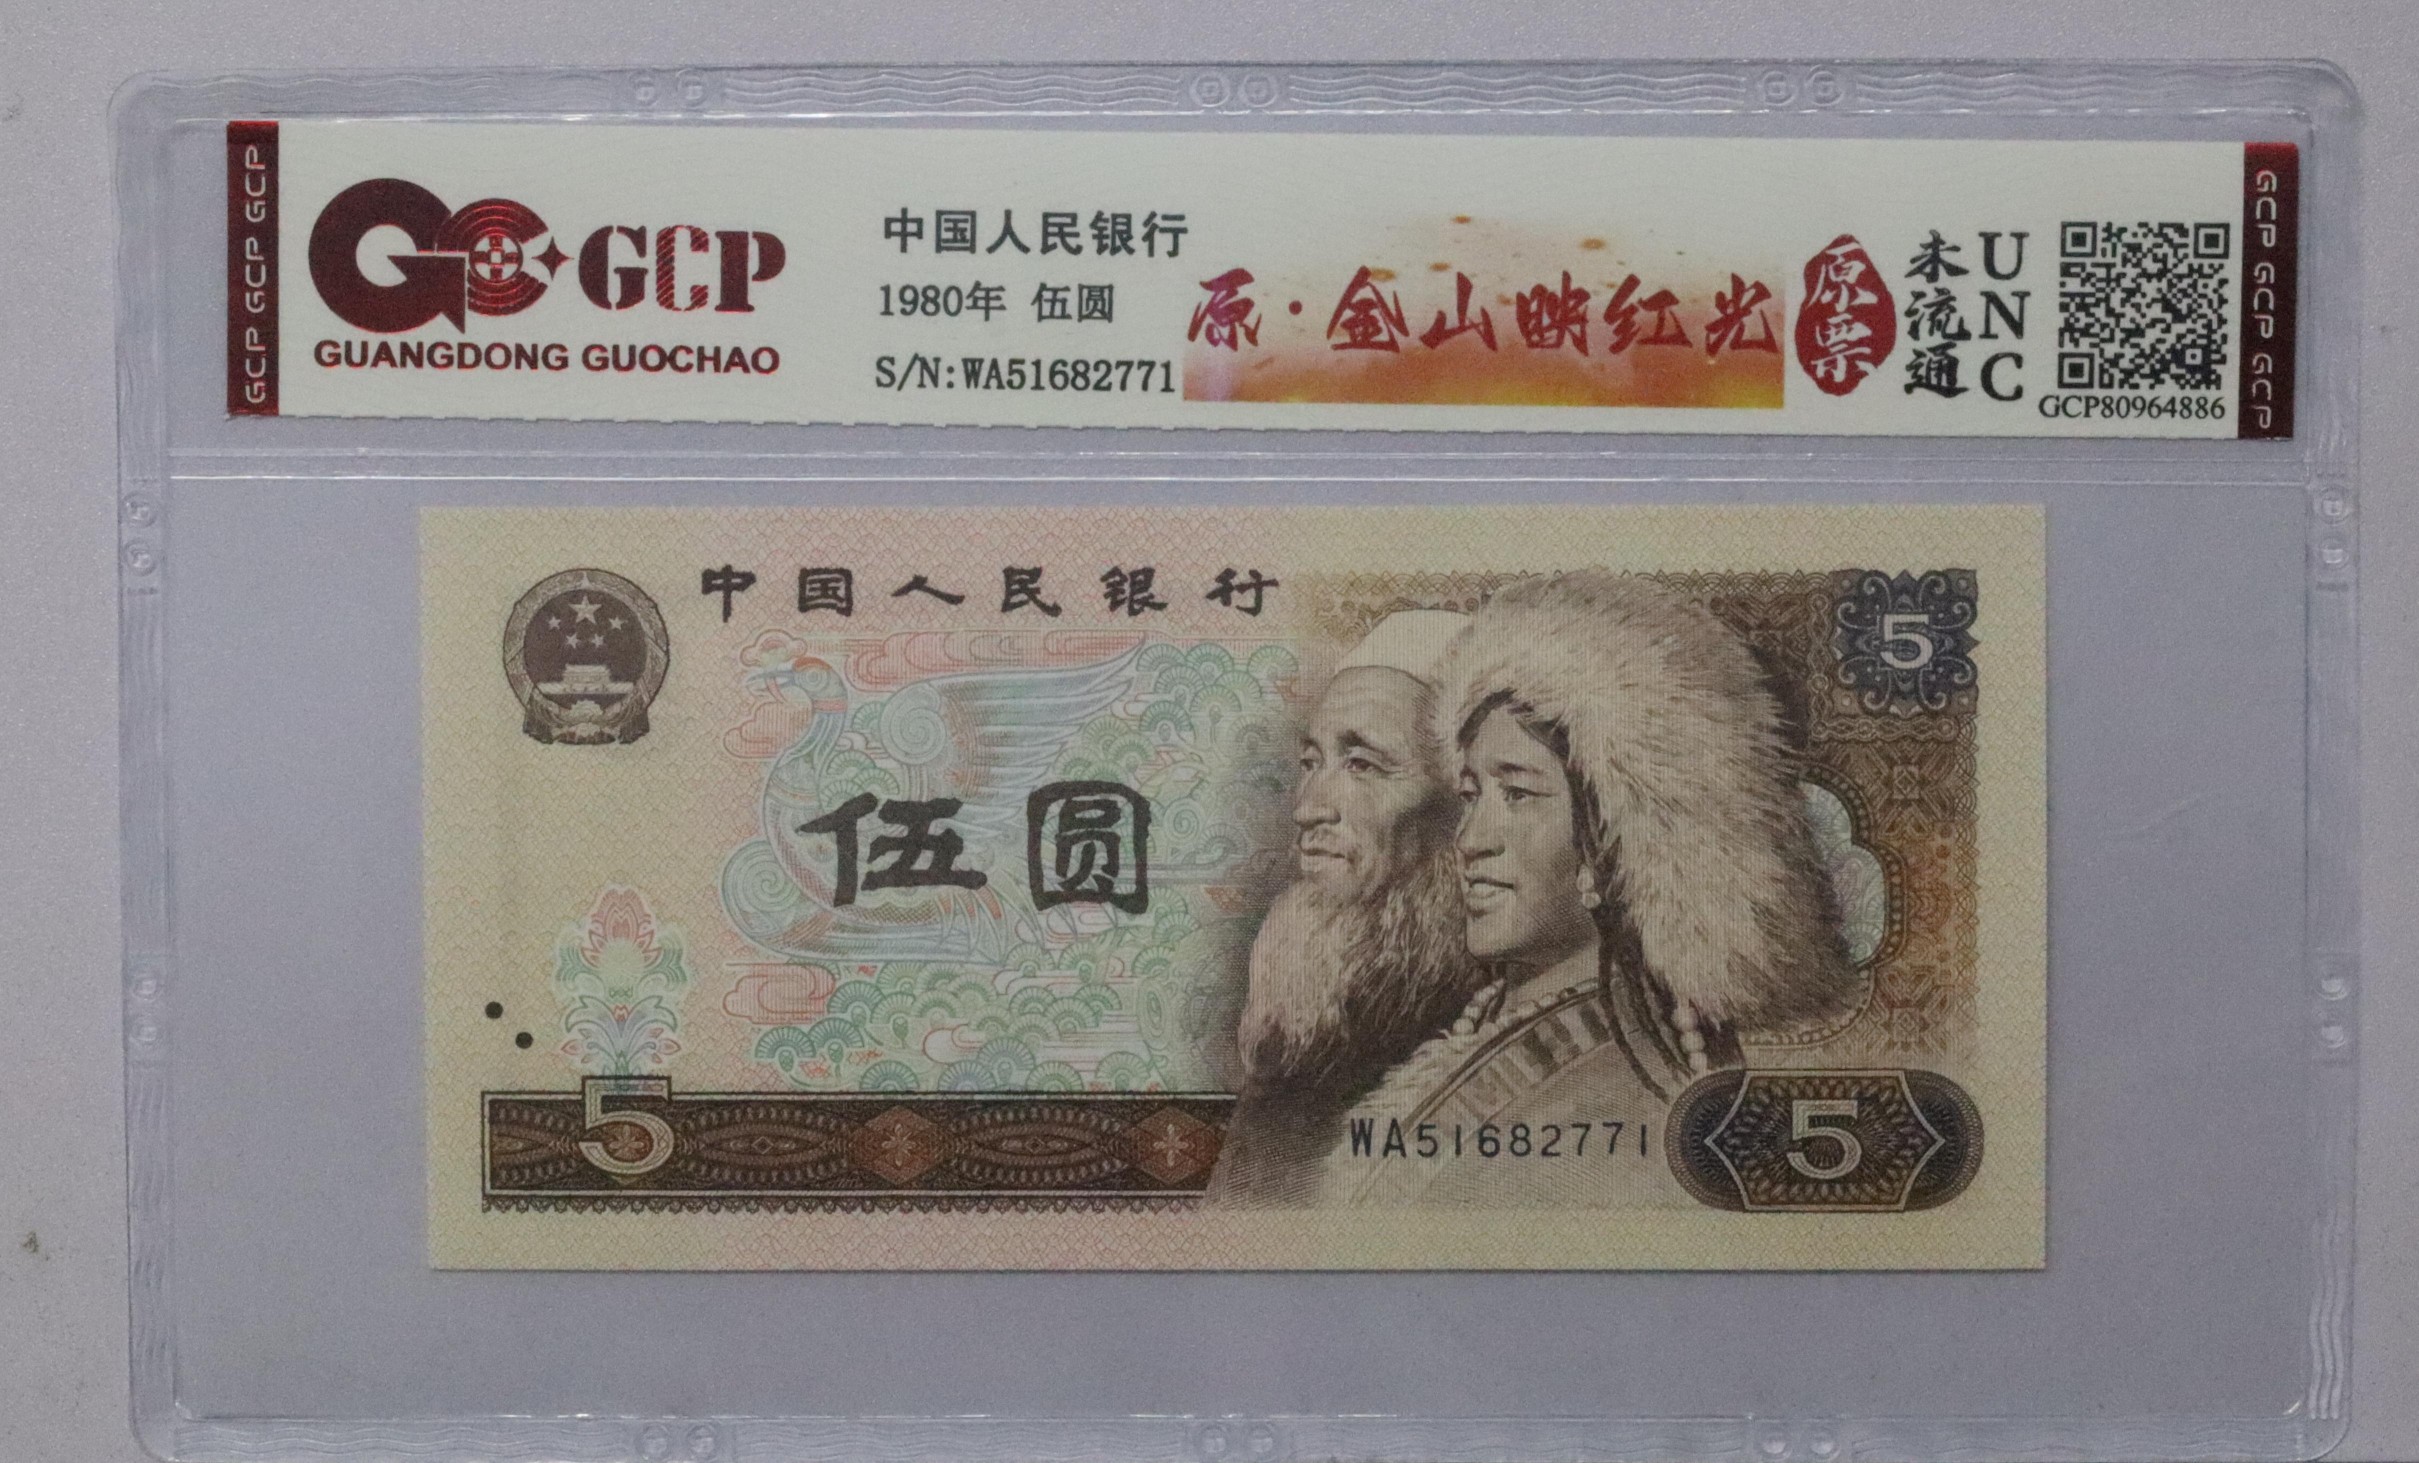 GCP GCP GCP
GC GCP
GUANGDONG GUOCHAO
中国人民银行
1980年 伍圆
S/N:WA51682771
原·金山映红光
原票
未流通
UNC
GCP80964886
GCP GCP GCP
中国人民银行
5
伍圆
5
WA51682771
5